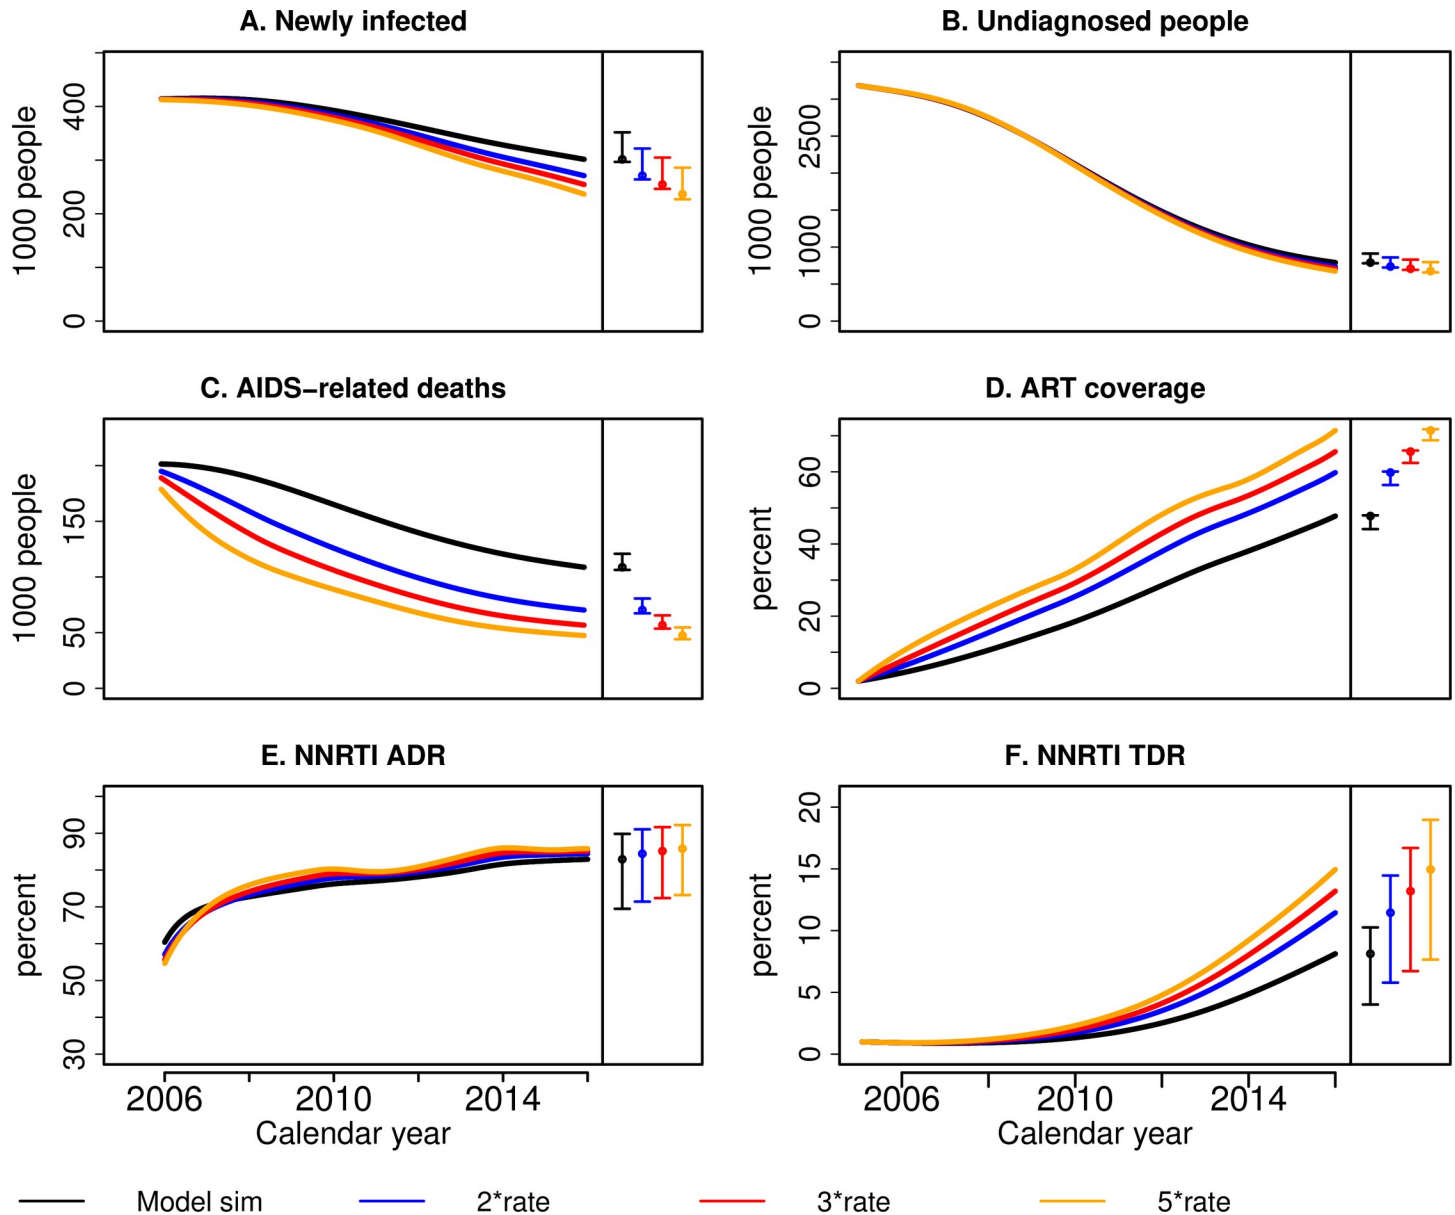 A. Newly infected
1000 people
400
200
0
B. Undiagnosed people
1000 people
2500
1000
0
C. AIDS−related deaths
1000 people
150
50
0
D. ART coverage
percent
60
40
20
0
E. NNRTI ADR
percent
90
70
50
30
2006 2010 2014
Calendar year
F. NNRTI TDR
percent
20
15
10
5
0
2006 2010 2014
Calendar year
Model sim 2*rate 3*rate 5*rate